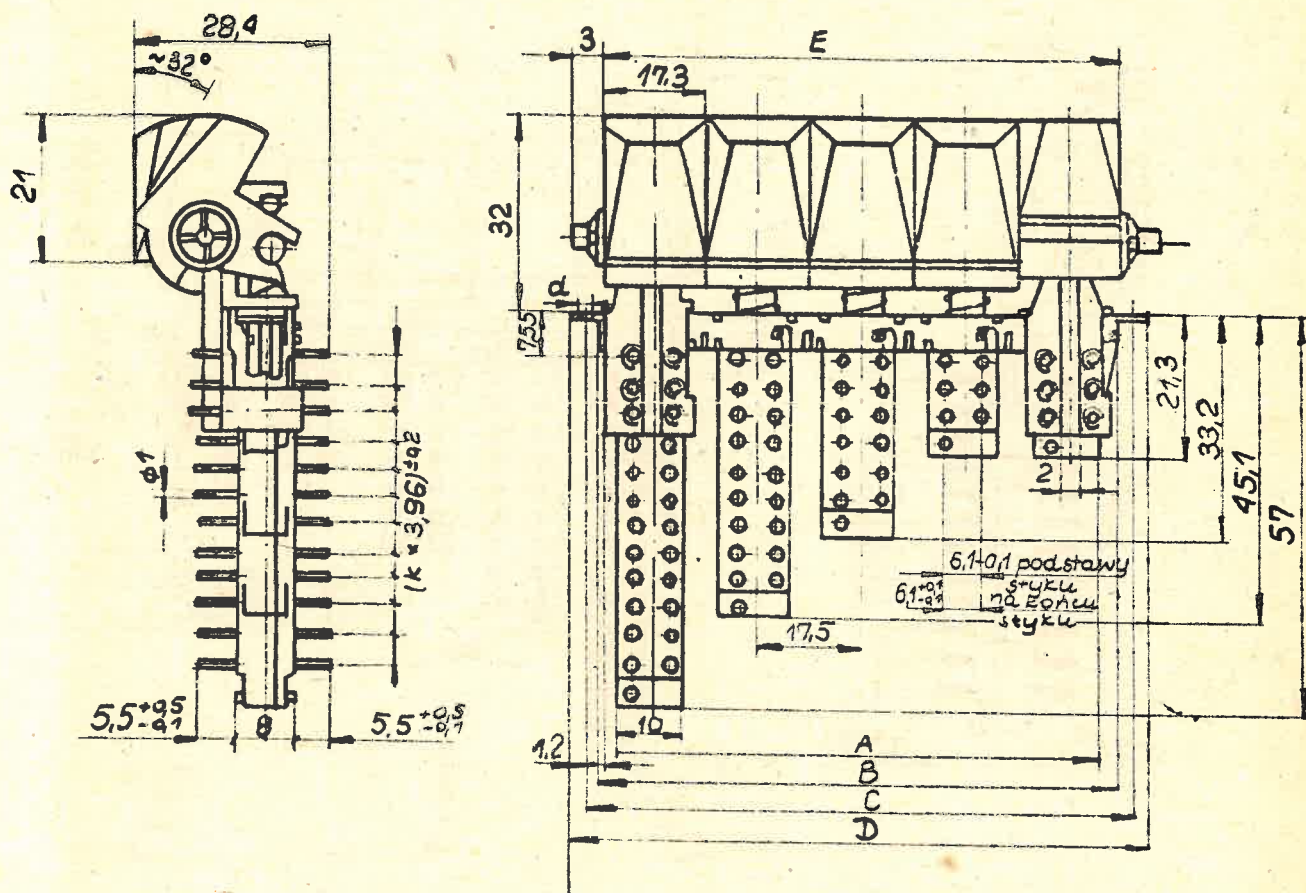 28,4
~32°
21
ϕ1
(k × 3,96)±0,2
5,5 +0,5 -0,1
8
5,5 +0,5 -0,1
3
E
17,3
32
d
7,55
21,3
33,2
45,1
57
2
6,1±0,1 podstawy
styku
6,1+0,1 -0,1
na końcu
styku
17,5
10
1,2
A
B
C
D